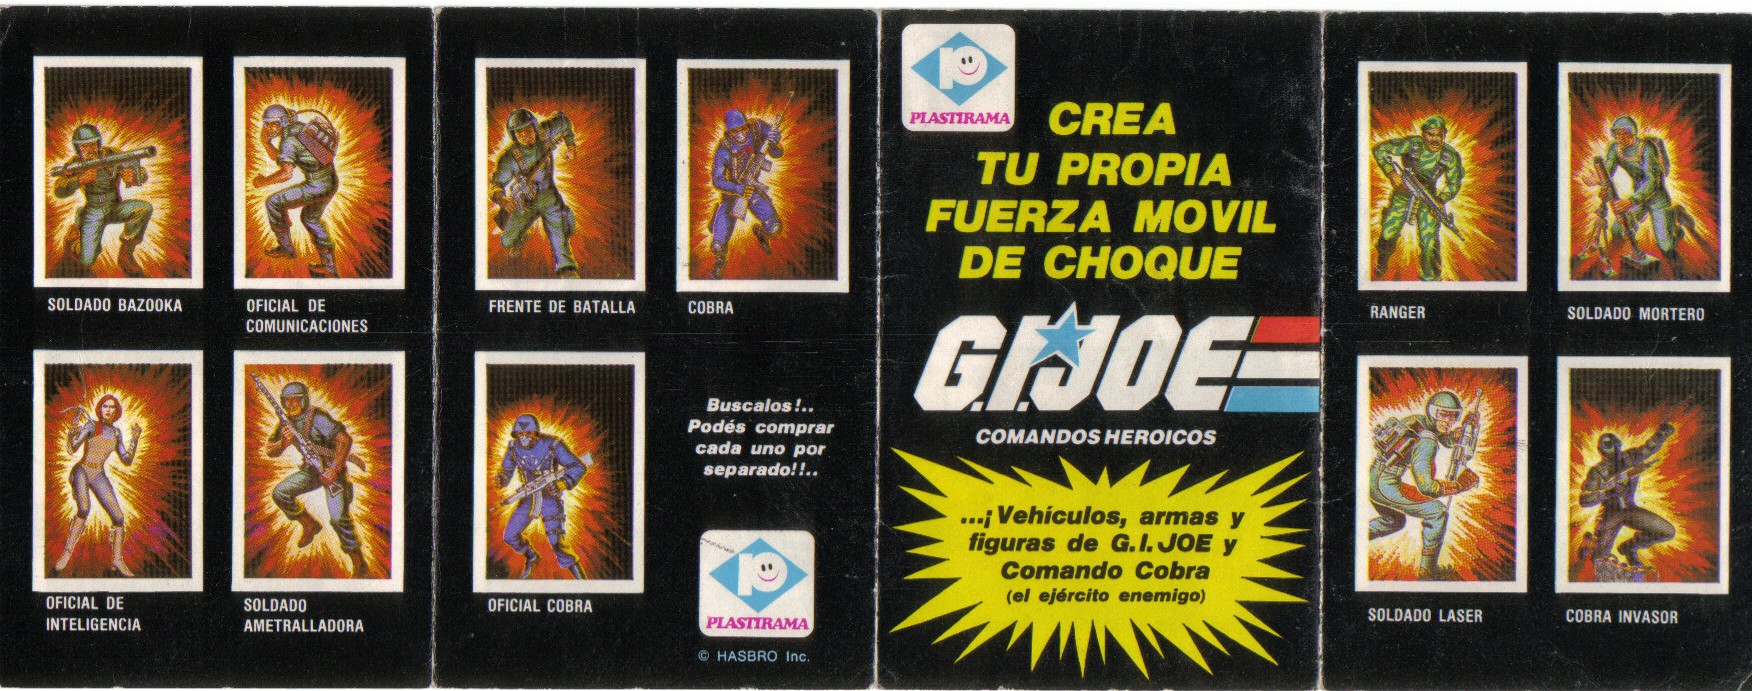 SOLDADO BAZOOKA
OFICIAL DE
COMUNICACIONES
OFICIAL DE
INTELIGENCIA
SOLDADO
AMETRALLADORA
FRENTE DE BATALLA
COBRA
OFICIAL COBRA
Buscalos!..
Podés comprar
cada uno por
separado!!..
P
PLASTIRAMA
© HASBRO Inc.
P
PLASTIRAMA
CREA
TU PROPIA
FUERZA MOVIL
DE CHOQUE
G.I.JOE
COMANDOS HEROICOS
...¡Vehículos, armas y
figuras de G.I.JOE y
Comando Cobra
(el ejército enemigo)
RANGER
SOLDADO MORTERO
SOLDADO LASER
COBRA INVASOR